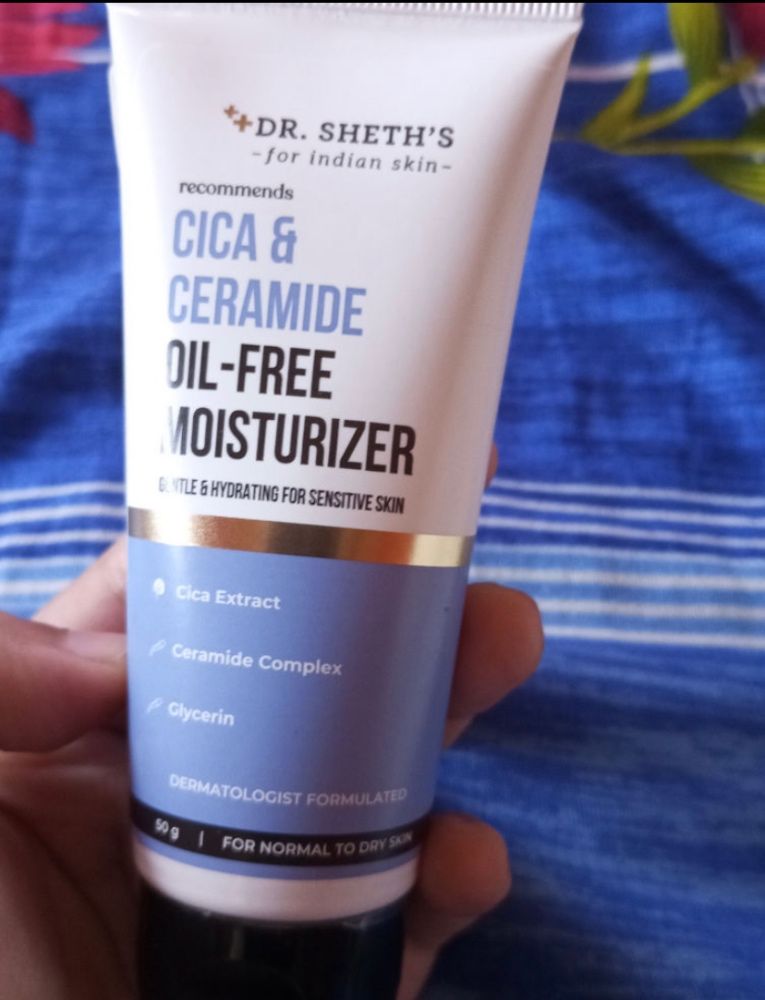 DR. SHETH'S
-for indian skin-
recommends
CICA &
CERAMIDE
OIL-FREE
MOISTURIZER
GENTLE & HYDRATING FOR SENSITIVE SKIN
Cica Extract
Ceramide Complex
Glycerin
DERMATOLOGIST FORMULATED
50 g | FOR NORMAL TO DRY SKIN